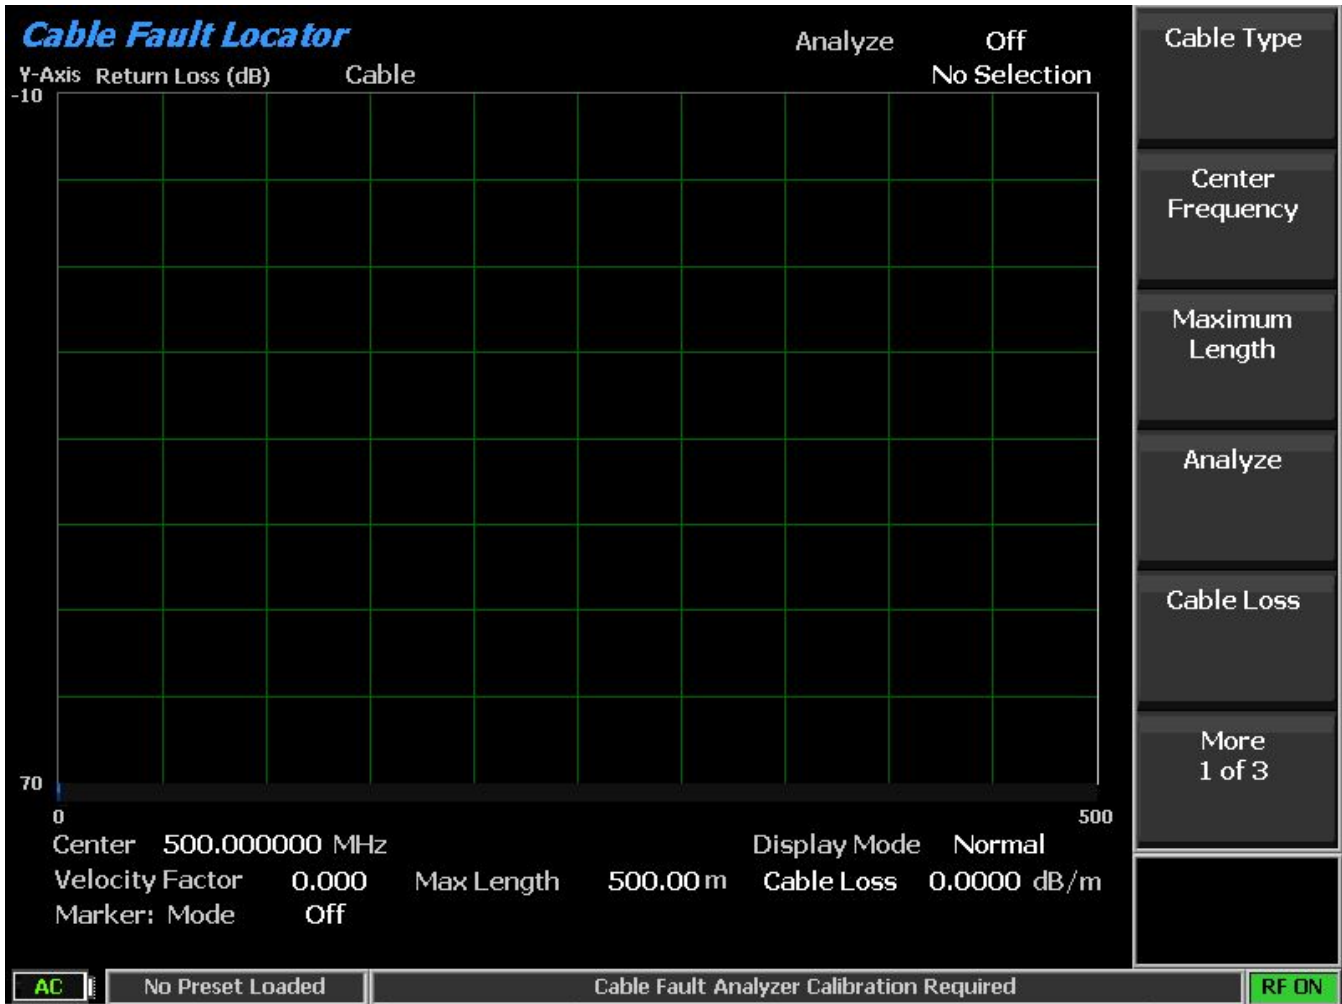 Cable Fault Locator
Analyze Off
Y-Axis Return Loss (dB) Cable No Selection
-10
70
0 500
Center 500.000000 MHz Display Mode Normal
Velocity Factor 0.000 Max Length 500.00 m Cable Loss 0.0000 dB/m
Marker: Mode Off
Cable Type
Center
Frequency
Maximum
Length
Analyze
Cable Loss
More
1 of 3
AC No Preset Loaded Cable Fault Analyzer Calibration Required RF ON